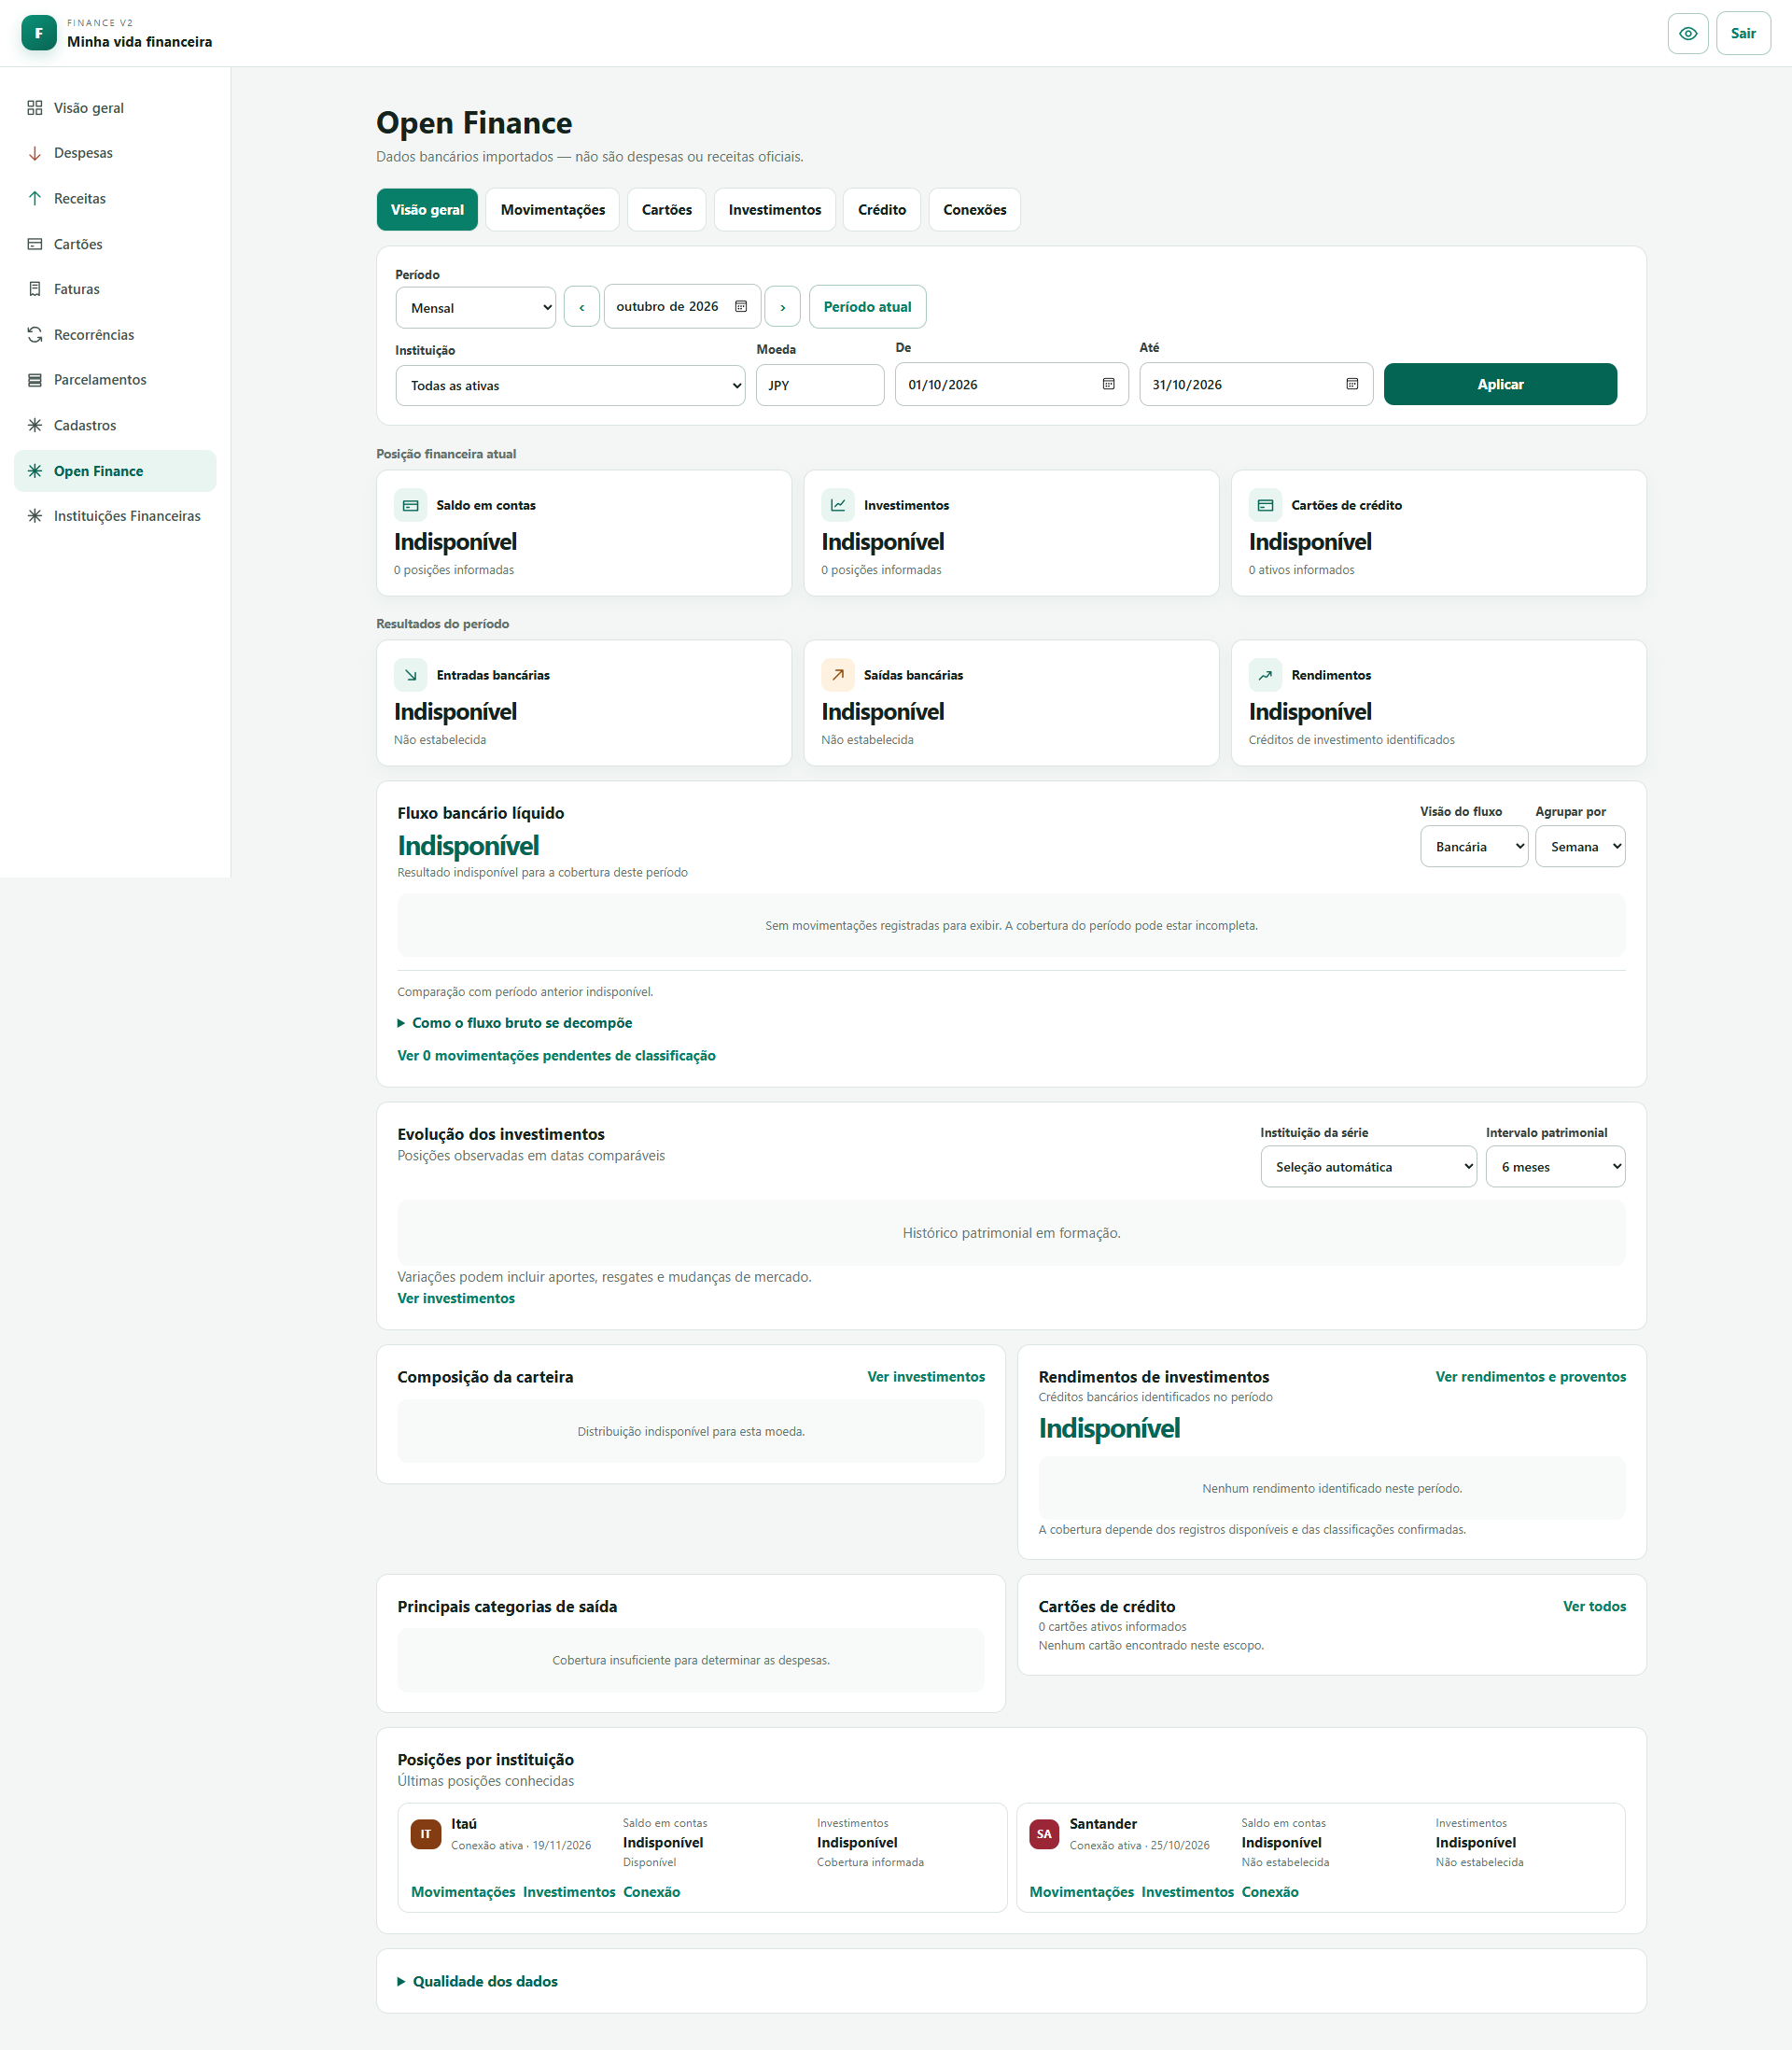 F
FINANCE V2
Minha vida financeira
Sair
Visão geral
Despesas
Receitas
Cartões
Faturas
Recorrências
Parcelamentos
Cadastros
Open Finance
Instituições Financeiras
Open Finance
Dados bancários importados — não são despesas ou receitas oficiais.
Visão geral
Movimentações
Cartões
Investimentos
Crédito
Conexões
Período
Mensal
‹
outubro de 2026
›
Período atual
Instituição
Moeda
De
Até
Todas as ativas
JPY
01/10/2026
31/10/2026
Aplicar
Posição financeira atual
Saldo em contas
Indisponível
0 posições informadas
Investimentos
Indisponível
0 posições informadas
Cartões de crédito
Indisponível
0 ativos informados
Resultados do período
Entradas bancárias
Indisponível
Não estabelecida
Saídas bancárias
Indisponível
Não estabelecida
Rendimentos
Indisponível
Créditos de investimento identificados
Fluxo bancário líquido
Indisponível
Resultado indisponível para a cobertura deste período
Visão do fluxo
Bancária
Agrupar por
Semana
Sem movimentações registradas para exibir. A cobertura do período pode estar incompleta.
Comparação com período anterior indisponível.
Como o fluxo bruto se decompõe
Ver 0 movimentações pendentes de classificação
Evolução dos investimentos
Posições observadas em datas comparáveis
Instituição da série
Seleção automática
Intervalo patrimonial
6 meses
Histórico patrimonial em formação.
Variações podem incluir aportes, resgates e mudanças de mercado.
Ver investimentos
Composição da carteira
Ver investimentos
Distribuição indisponível para esta moeda.
Rendimentos de investimentos
Ver rendimentos e proventos
Créditos bancários identificados no período
Indisponível
Nenhum rendimento identificado neste período.
A cobertura depende dos registros disponíveis e das classificações confirmadas.
Principais categorias de saída
Cobertura insuficiente para determinar as despesas.
Cartões de crédito
Ver todos
0 cartões ativos informados
Nenhum cartão encontrado neste escopo.
Posições por instituição
Últimas posições conhecidas
IT
Itaú
Conexão ativa · 19/11/2026
Saldo em contas
Indisponível
Disponível
Investimentos
Indisponível
Cobertura informada
Movimentações Investimentos Conexão
SA
Santander
Conexão ativa · 25/10/2026
Saldo em contas
Indisponível
Não estabelecida
Investimentos
Indisponível
Não estabelecida
Movimentações Investimentos Conexão
Qualidade dos dados